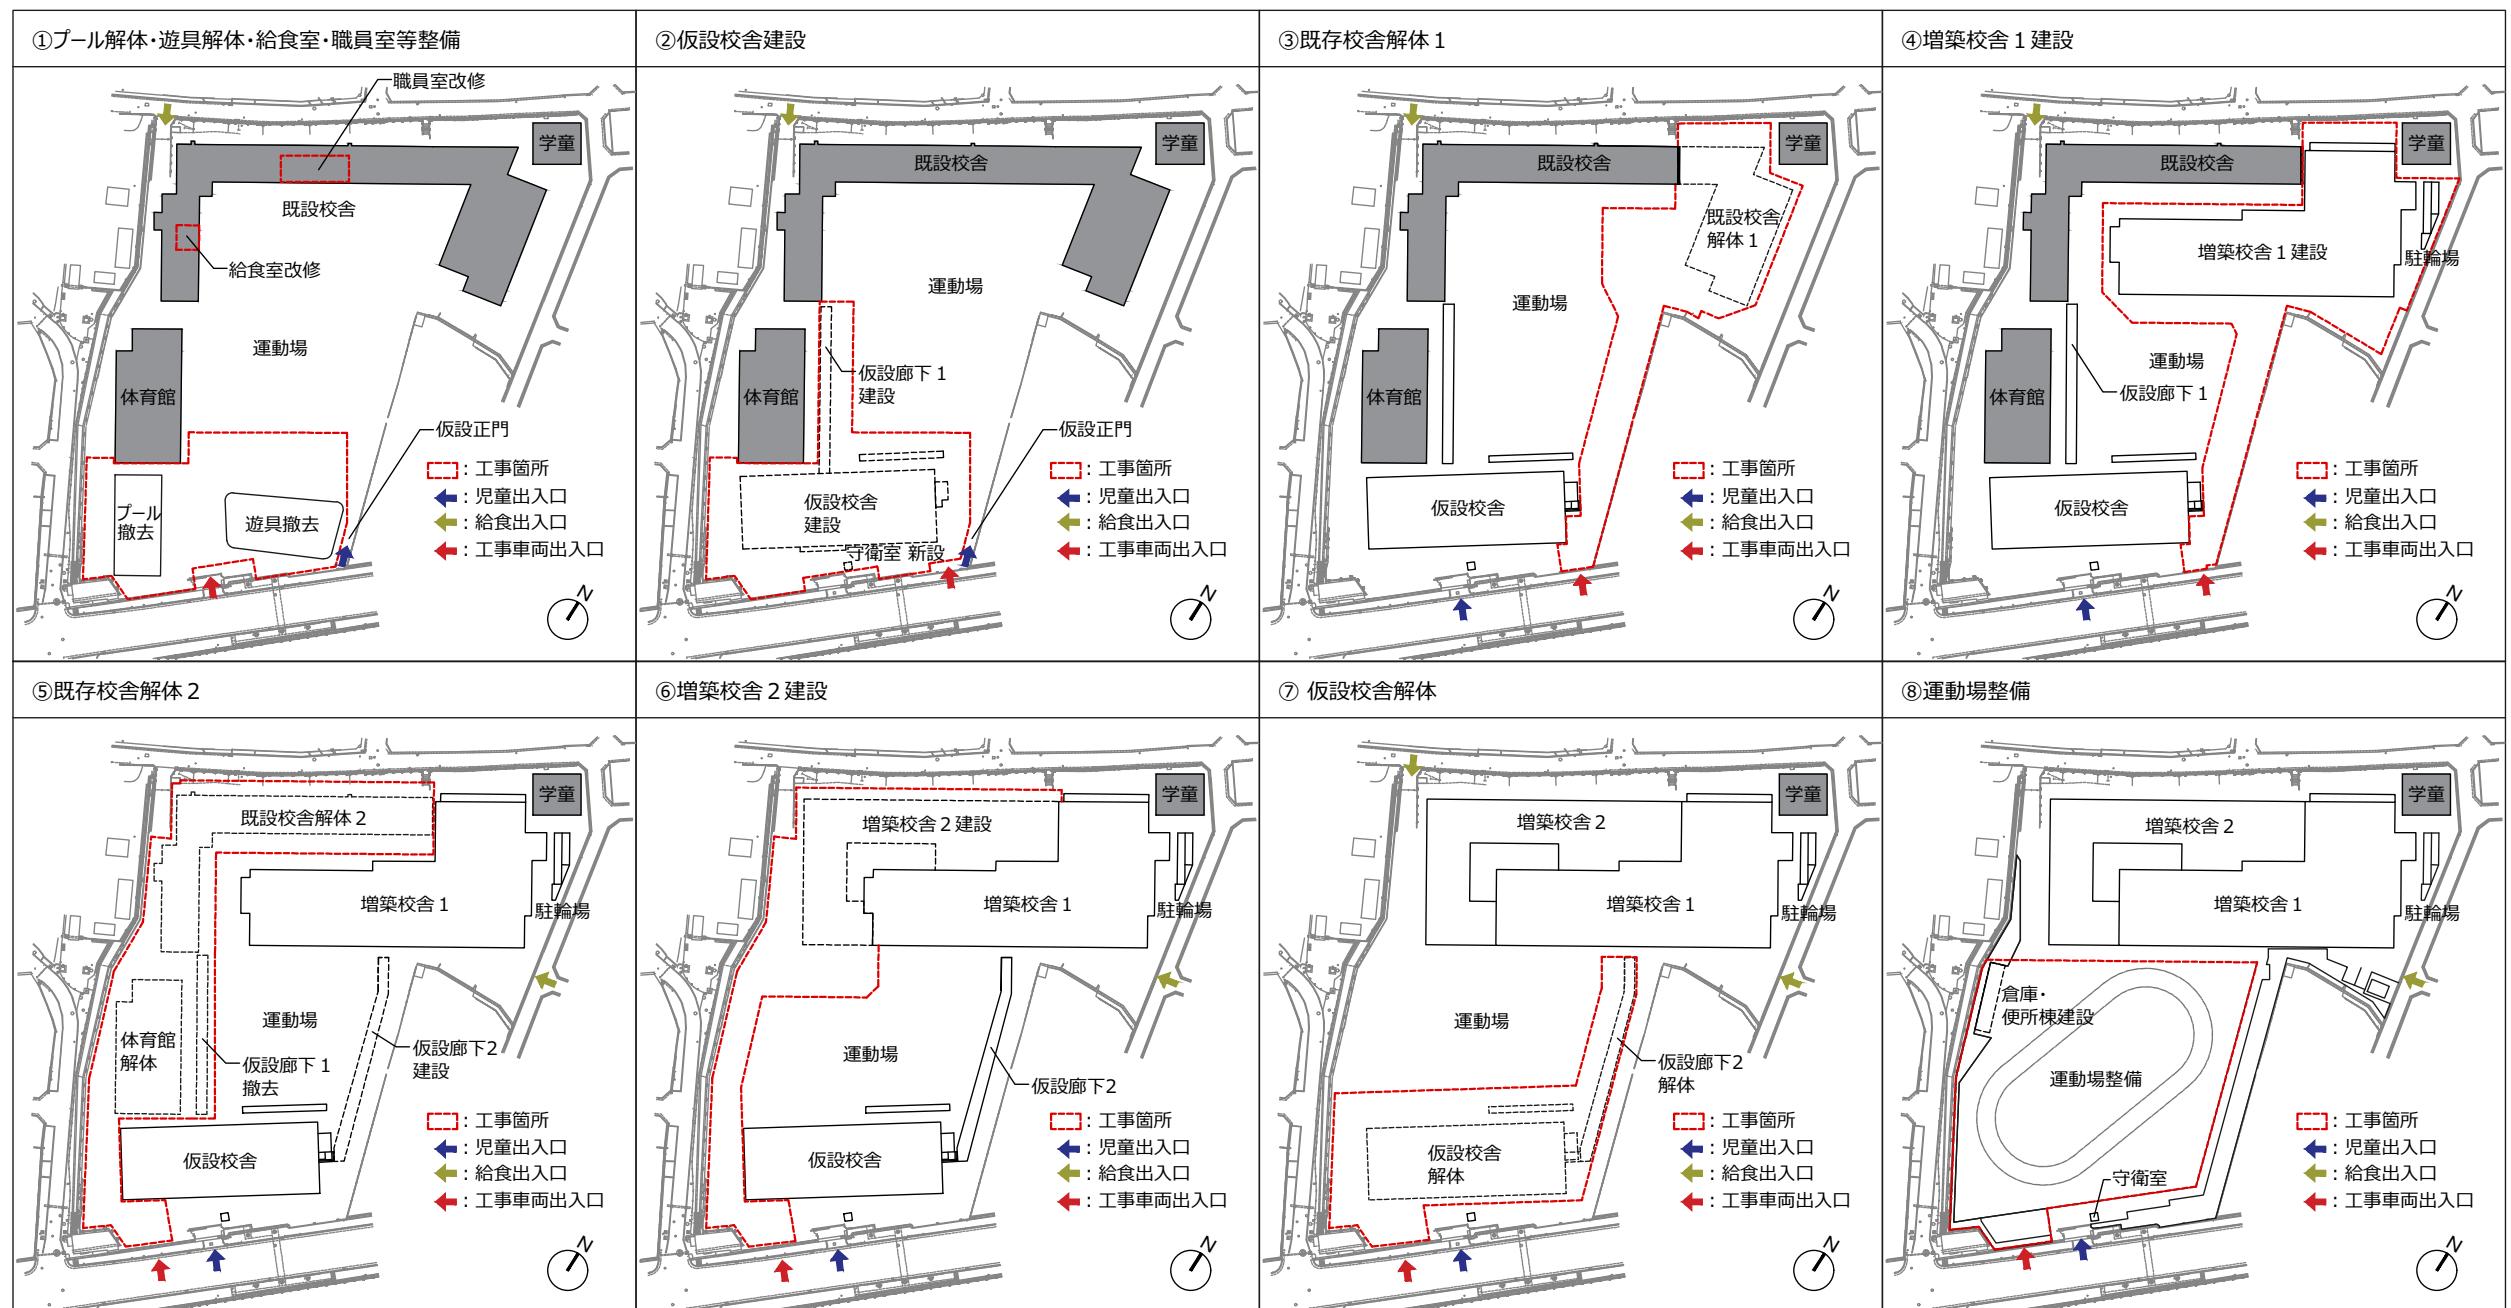 ①プール解体・遊具解体・給食室・職員室等整備
職員室改修
学童
既設校舎
給食室改修
運動場
体育館
仮設正門
プール
撤去
遊具撤去
：工事箇所
：児童出入口
：給食出入口
：工事車両出入口
N
②仮設校舎建設
既設校舎
学童
運動場
仮設廊下１
建設
体育館
仮設正門
仮設校舎
建設
守衛室 新設
：工事箇所
：児童出入口
：給食出入口
：工事車両出入口
N
③既存校舎解体１
既設校舎
学童
既設校舎
解体１
運動場
体育館
仮設校舎
：工事箇所
：児童出入口
：給食出入口
：工事車両出入口
N
④増築校舎１建設
既設校舎
学童
増築校舎１建設
駐輪場
運動場
仮設廊下１
体育館
仮設校舎
：工事箇所
：児童出入口
：給食出入口
：工事車両出入口
N
⑤既存校舎解体２
学童
既設校舎解体２
増築校舎１
駐輪場
運動場
体育館
解体
仮設廊下１
撤去
仮設廊下２
建設
仮設校舎
：工事箇所
：児童出入口
：給食出入口
：工事車両出入口
N
⑥増築校舎２建設
学童
増築校舎２建設
増築校舎１
駐輪場
運動場
仮設廊下２
仮設校舎
：工事箇所
：児童出入口
：給食出入口
：工事車両出入口
N
⑦ 仮設校舎解体
学童
増築校舎２
増築校舎１
駐輪場
運動場
仮設廊下２
解体
仮設校舎
解体
：工事箇所
：児童出入口
：給食出入口
：工事車両出入口
N
⑧運動場整備
学童
増築校舎２
増築校舎１
駐輪場
倉庫・
便所棟建設
運動場整備
守衛室
：工事箇所
：児童出入口
：給食出入口
：工事車両出入口
N